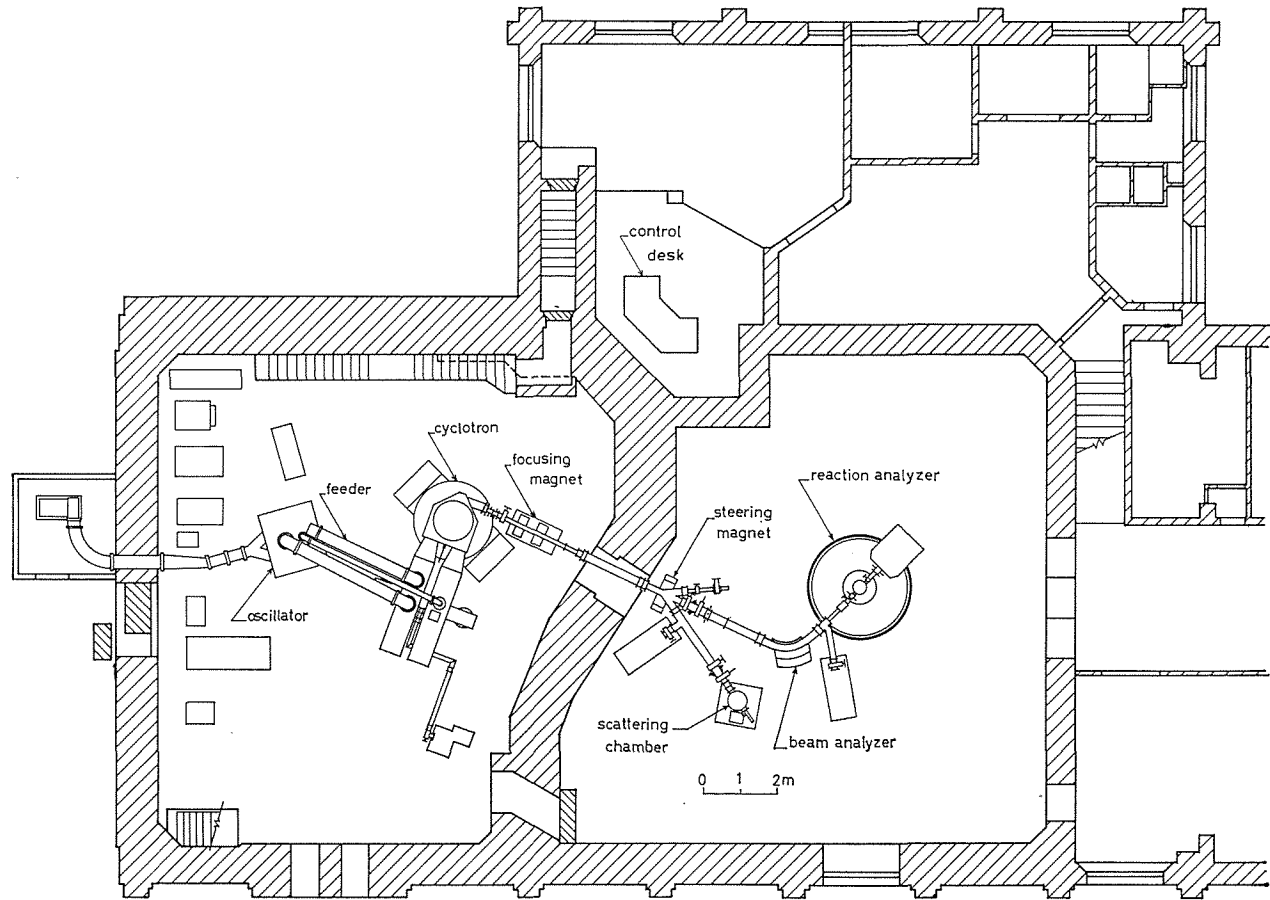 control
desk
cyclotron
focusing
magnet
feeder
reaction analyzer
steering
magnet
oscillator
scattering
chamber
beam analyzer
0 1 2m